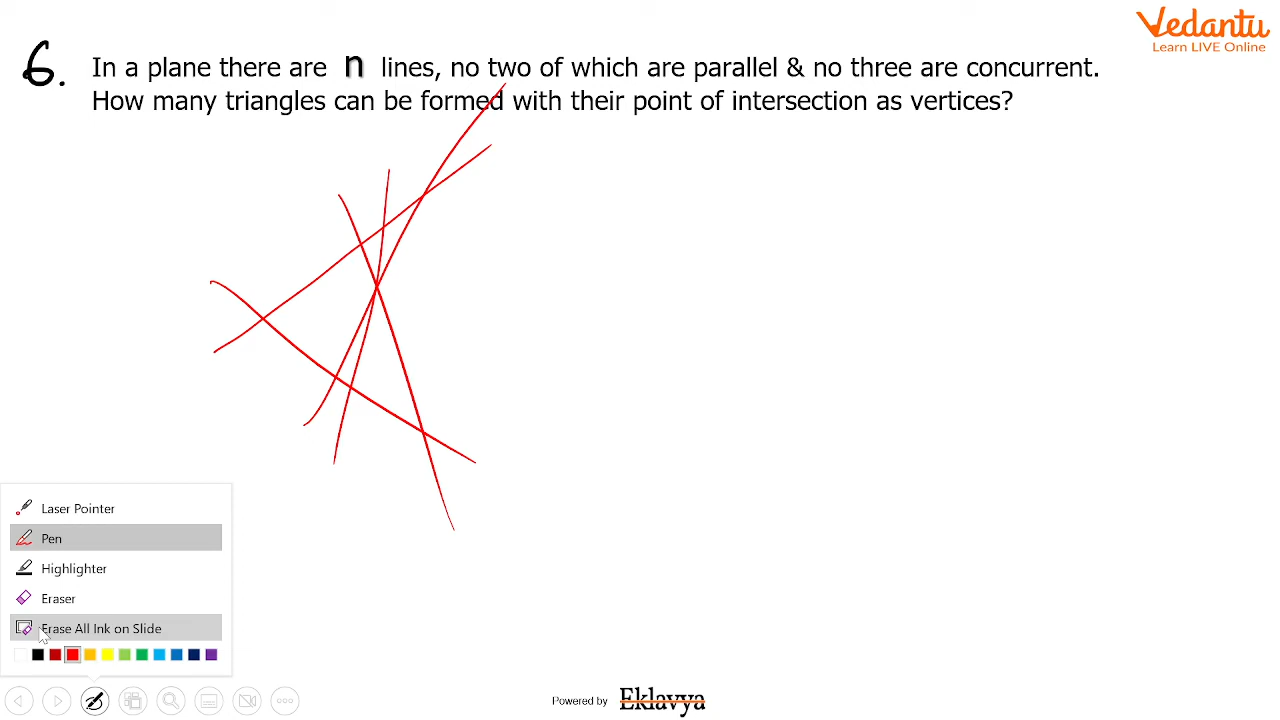 Vedantu
Learn LIVE Online
6. In a plane there are n lines, no two of which are parallel & no three are concurrent.
How many triangles can be formed with their point of intersection as vertices?
Laser Pointer
Pen
Highlighter
Eraser
Erase All Ink on Slide
Powered by Eklavya